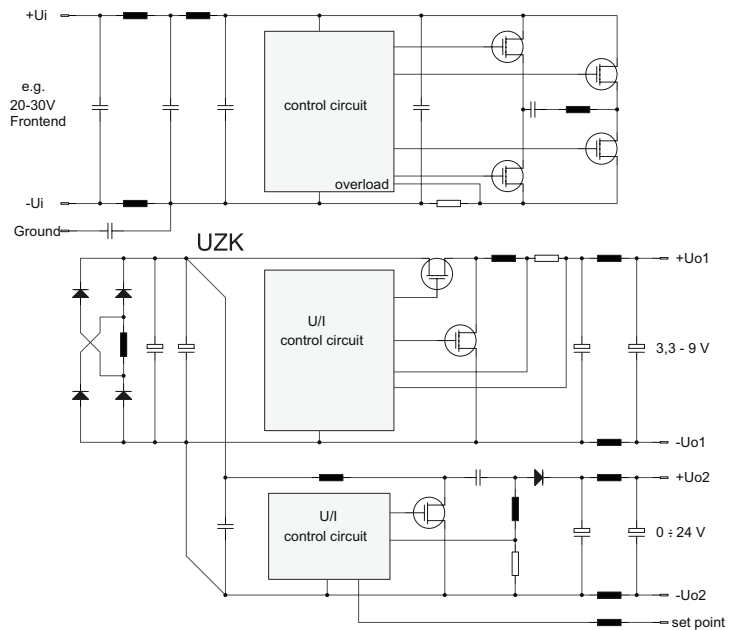 +Ui
e.g.
20-30V
Frontend
control circuit
overload
-Ui
Ground
UZK
+Uo1
U/I
control circuit
3,3 - 9 V
-Uo1
+Uo2
U/I
control circuit
0 ÷ 24 V
-Uo2
set point